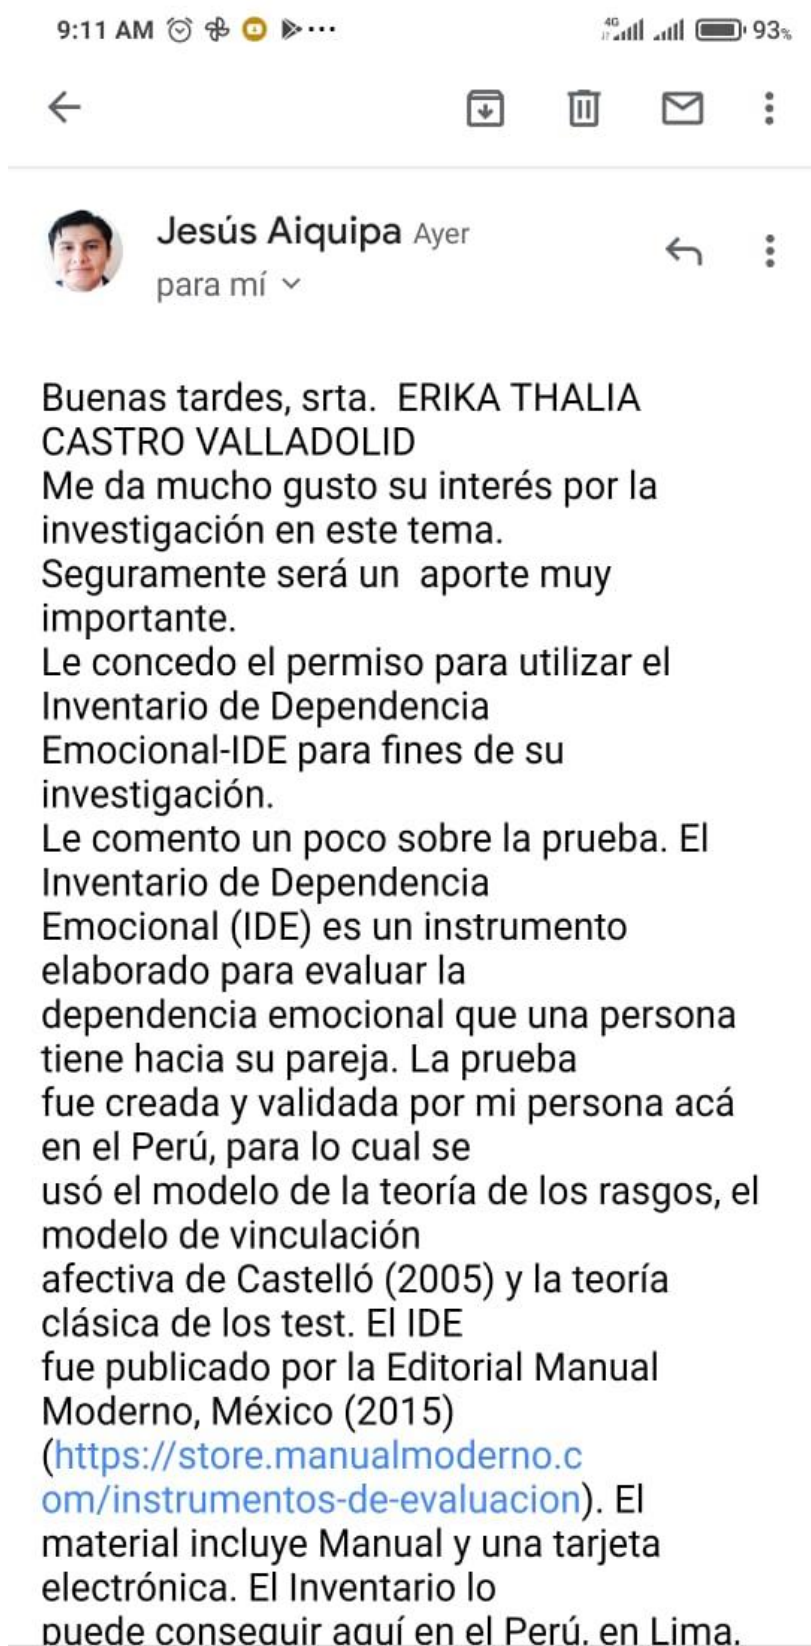 9:11 AM
4G
93%
Jesús Aiquipa Ayer
para mí
Buenas tardes, srta.  ERIKA THALIA
CASTRO VALLADOLID
Me da mucho gusto su interés por la
investigación en este tema.
Seguramente será un  aporte muy
importante.
Le concedo el permiso para utilizar el
Inventario de Dependencia
Emocional-IDE para fines de su
investigación.
Le comento un poco sobre la prueba. El
Inventario de Dependencia
Emocional (IDE) es un instrumento
elaborado para evaluar la
dependencia emocional que una persona
tiene hacia su pareja. La prueba
fue creada y validada por mi persona acá
en el Perú, para lo cual se
usó el modelo de la teoría de los rasgos, el
modelo de vinculación
afectiva de Castelló (2005) y la teoría
clásica de los test. El IDE
fue publicado por la Editorial Manual
Moderno, México (2015)
(https://store.manualmoderno.c
om/instrumentos-de-evaluacion). El
material incluye Manual y una tarjeta
electrónica. El Inventario lo
puede conseguir aquí en el Perú, en Lima,